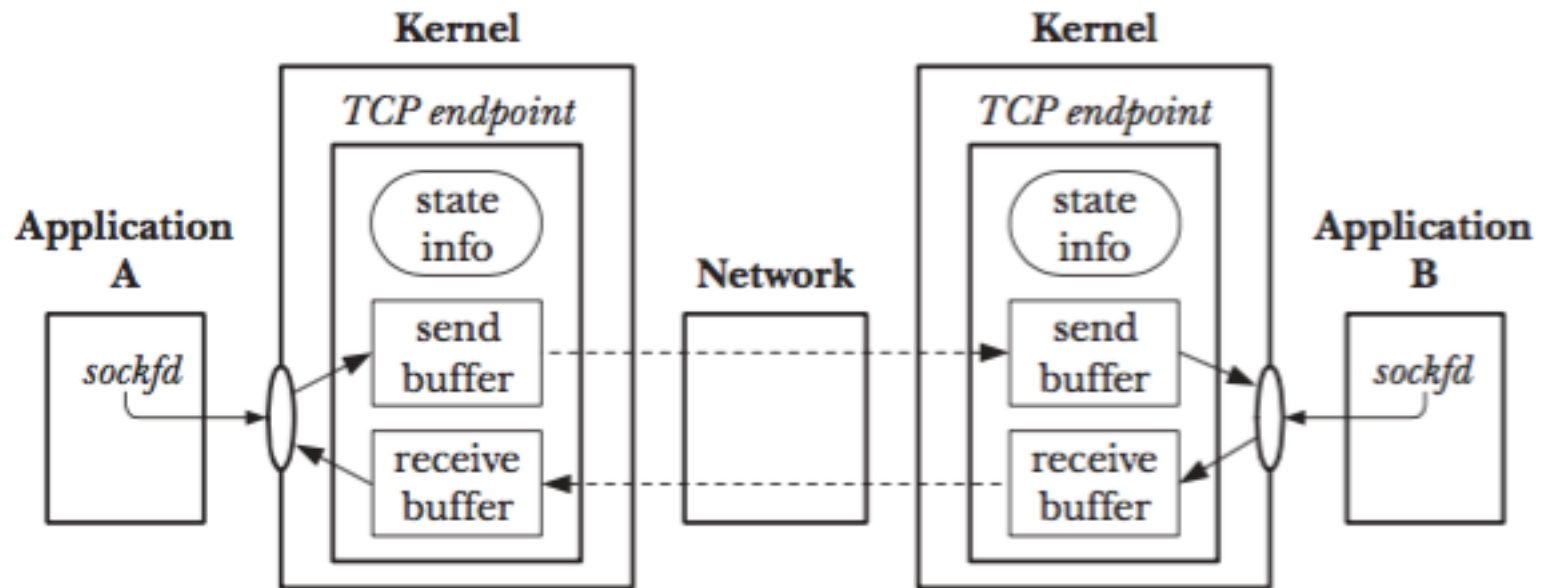 Kernel
Kernel
TCP endpoint
TCP endpoint
state
info
state
info
Application
A
Network
Application
B
send
buffer
send
buffer
sockfd
sockfd
receive
buffer
receive
buffer